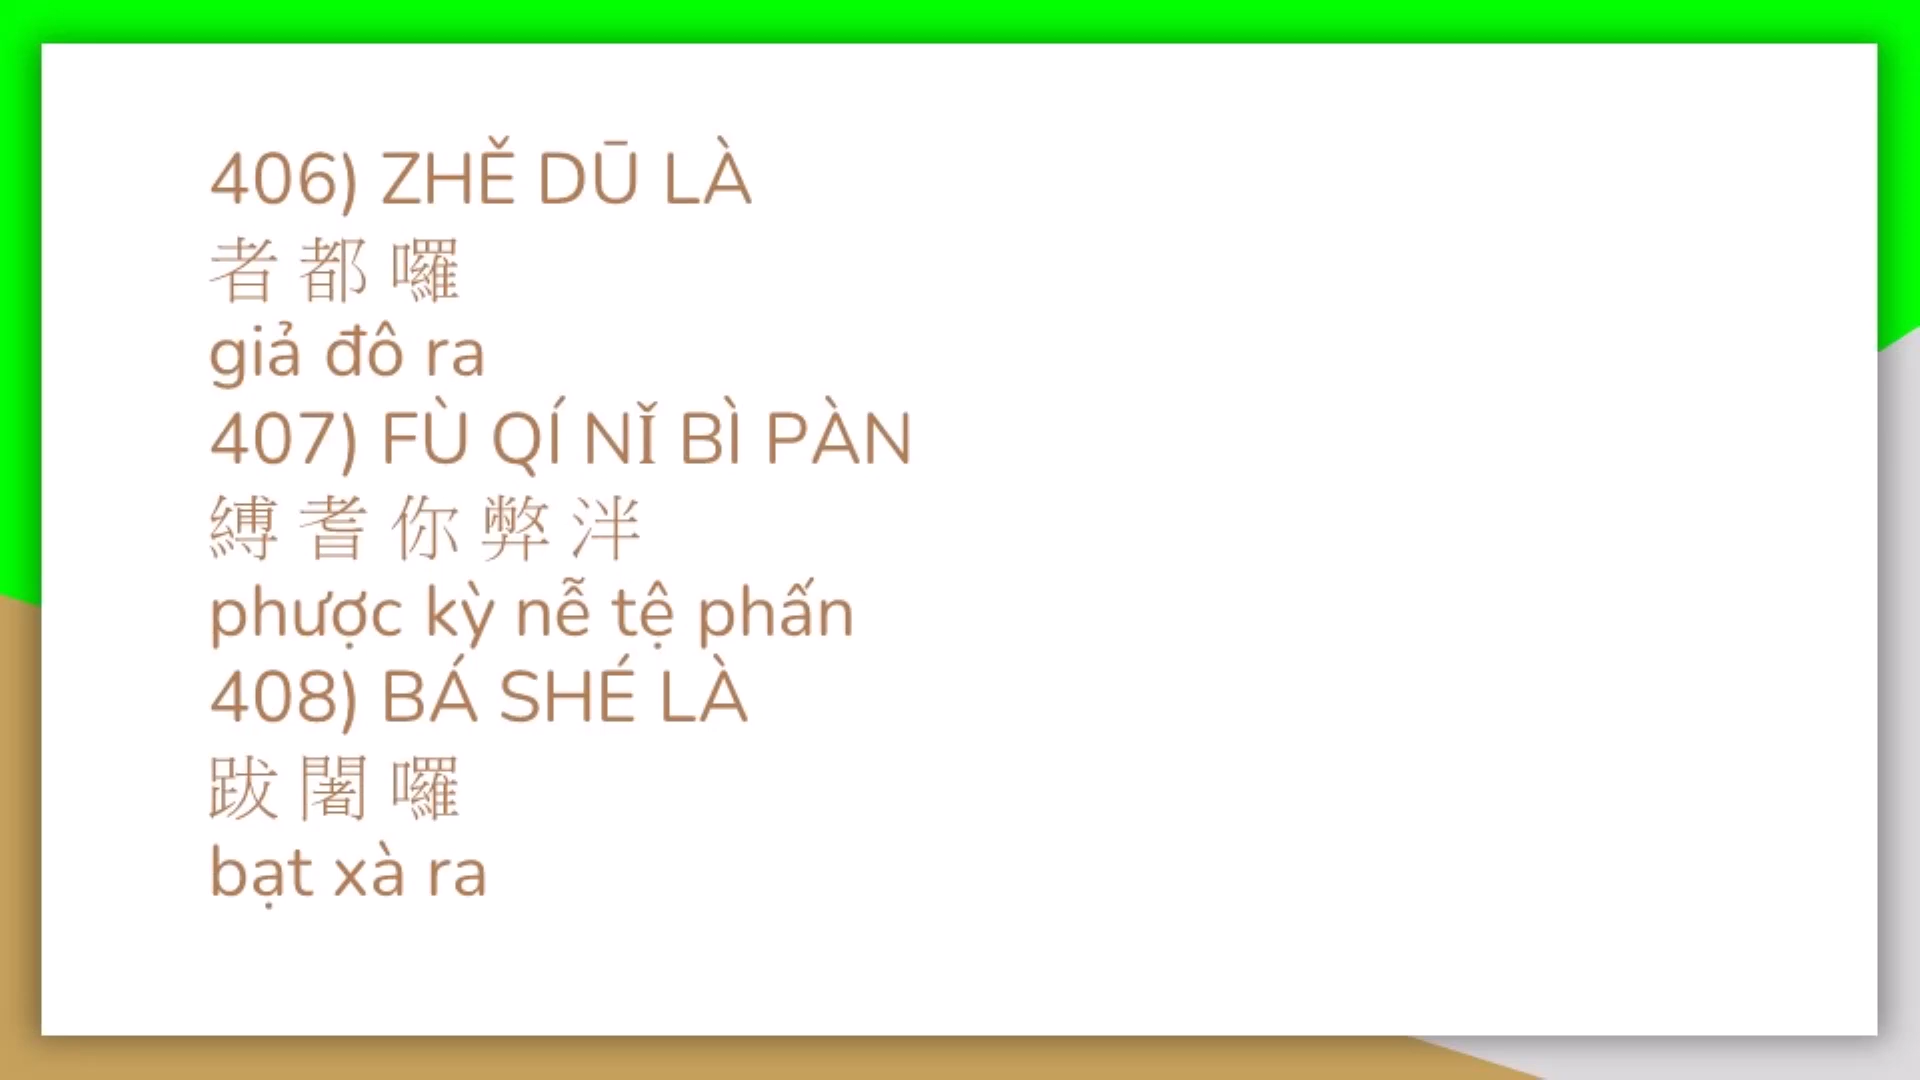 406) ZHĚ DŪ LÀ
者 都 囉
giả đô ra
407) FÙ QÍ NǏ BÌ PÀN
縛 耆 你 弊 泮
phược kỳ nễ tệ phấn
408) BÁ SHÉ LÀ
跋 闍 囉
bạt xà ra